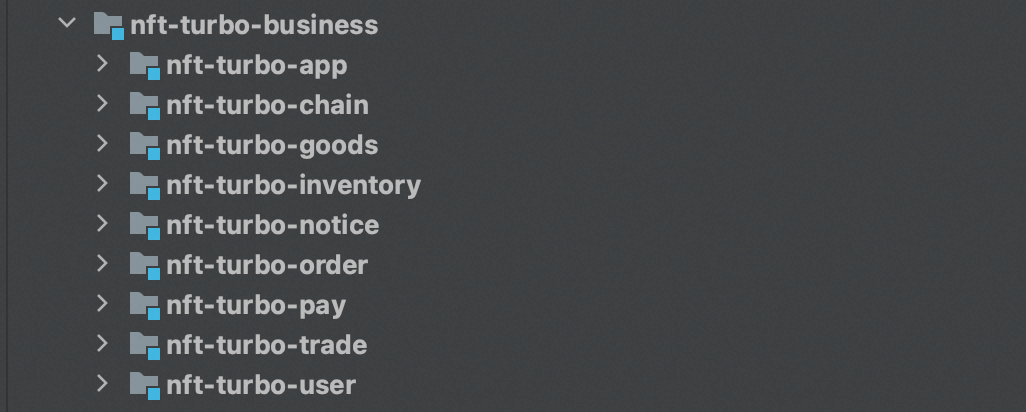 nft-turbo-business
nft-turbo-app
nft-turbo-chain
nft-turbo-goods
nft-turbo-inventory
nft-turbo-notice
nft-turbo-order
nft-turbo-pay
nft-turbo-trade
nft-turbo-user